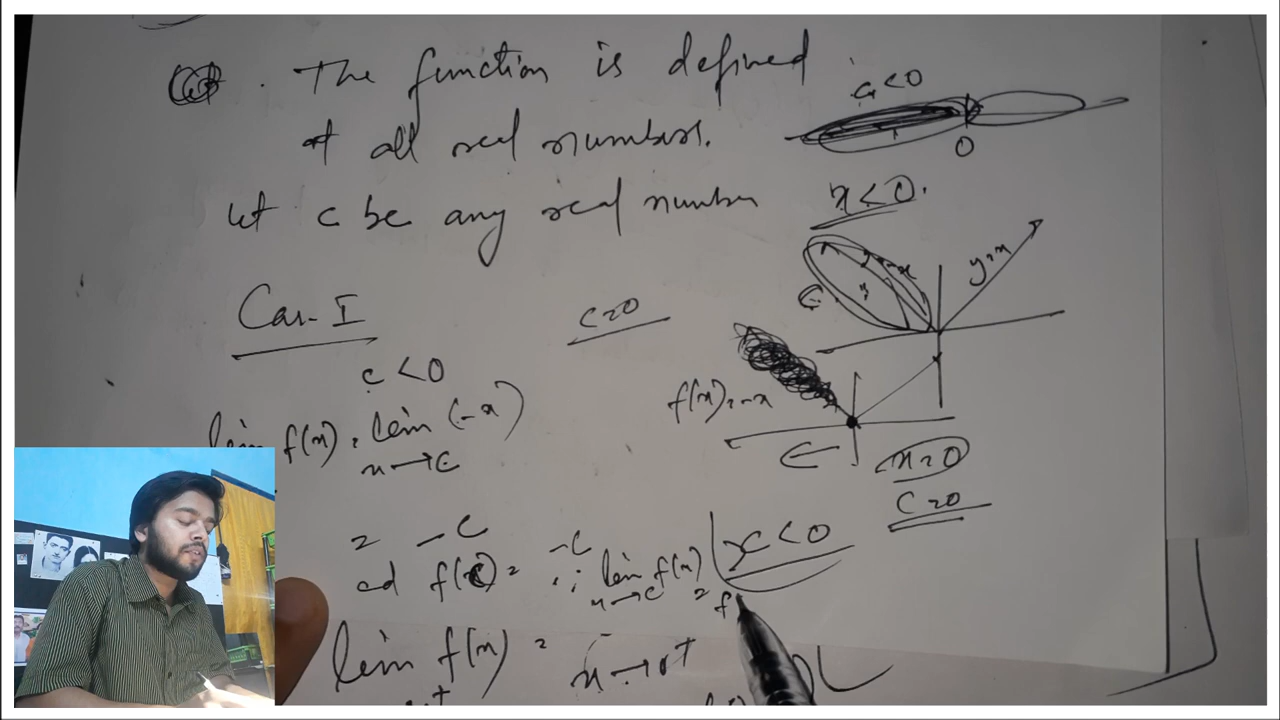 The function is defined
at all real numbers.
let c be any real number
Case-I
c=0
c < 0
lim f(x) = lim (-x)
x→c
= -c
ad f(c) = -c
∴ lim f(x)
x→c
= f
x < 0
lim f(x) =
x→0+
c < 0
0
x < 0.
y=-x
y=x
f(x)=-x
x=0
c=0